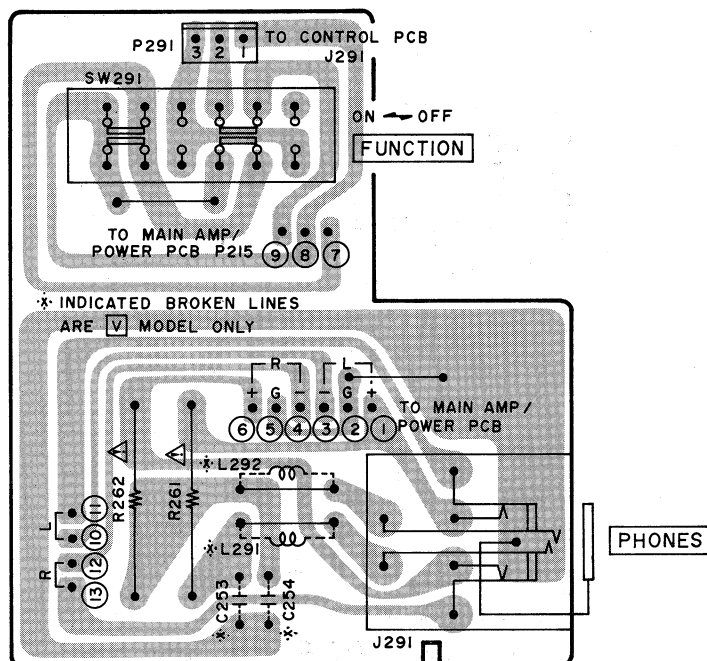 P291
3 2 1
TO CONTROL PCB
J291
SW291
ON OFF
FUNCTION
TO MAIN AMP/
POWER PCB P215
9 8 7
※ INDICATED BROKEN LINES
ARE V MODEL ONLY
R L
+ G - - G +
6 5 4 3 2 1
TO MAIN AMP/
POWER PCB
※ L292
R262
R261
L
11
10
R
12
13
※ L291
※ C253
※ C254
PHONES
J291